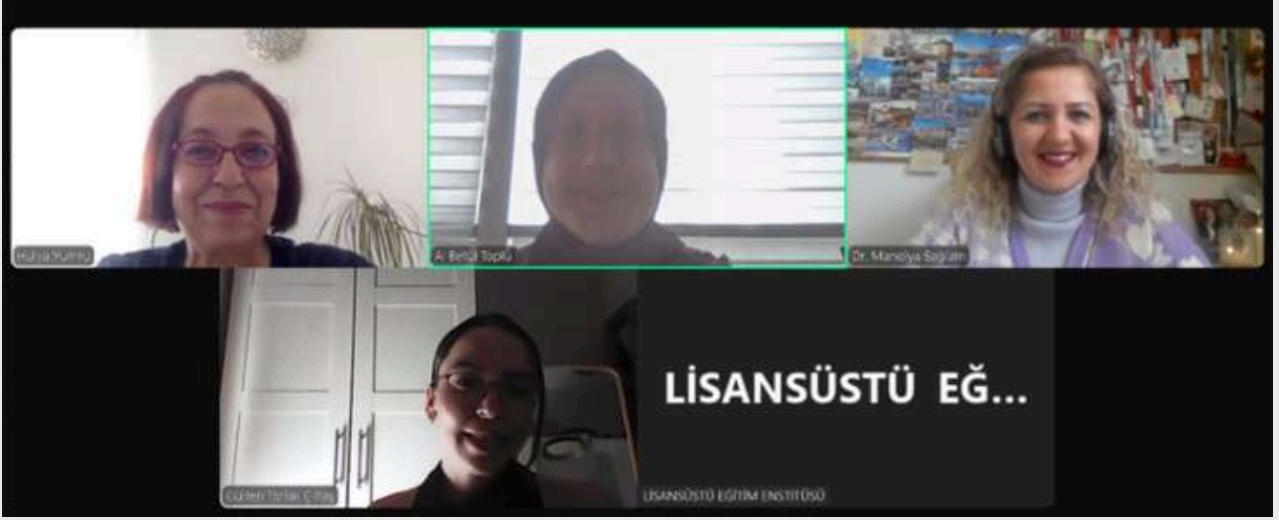 A. Betül Toplu
Dr. Manolya Sağlam
LİSANSÜSTÜ EĞ...
LİSANSÜSTÜ EĞİTİM ENSTİTÜSÜ